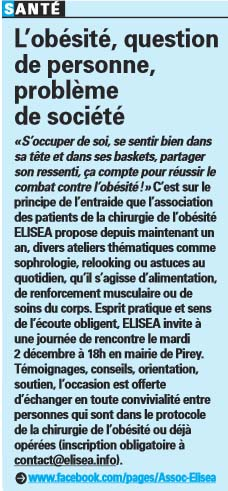 SANTÉ
L'obésité, question
de personne,
problème
de société
«S'occuper de soi, se sentir bien dans
sa tête et dans ses baskets, partager
son ressenti, ça compte pour réussir le
combat contre l'obésité!» C'est sur le
principe de l'entraide que l'association
des patients de la chirurgie de l'obésité
ELISEA propose depuis maintenant un
an, divers ateliers thématiques comme
sophrologie, relooking ou astuces au
quotidien, qu'il s'agisse d'alimentation,
de renforcement musculaire ou de
soins du corps. Esprit pratique et sens
de l'écoute obligent, ELISEA invite à
une journée de rencontre le mardi
2 décembre à 18h en mairie de Pirey.
Témoignages, conseils, orientation,
soutien, l'occasion est offerte
d'échanger en toute convivialité entre
personnes qui sont dans le protocole
de la chirurgie de l'obésité ou déjà
opérées (inscription obligatoire à
contact@elisea.info).
www.facebook.com/pages/Assoc-Elisea